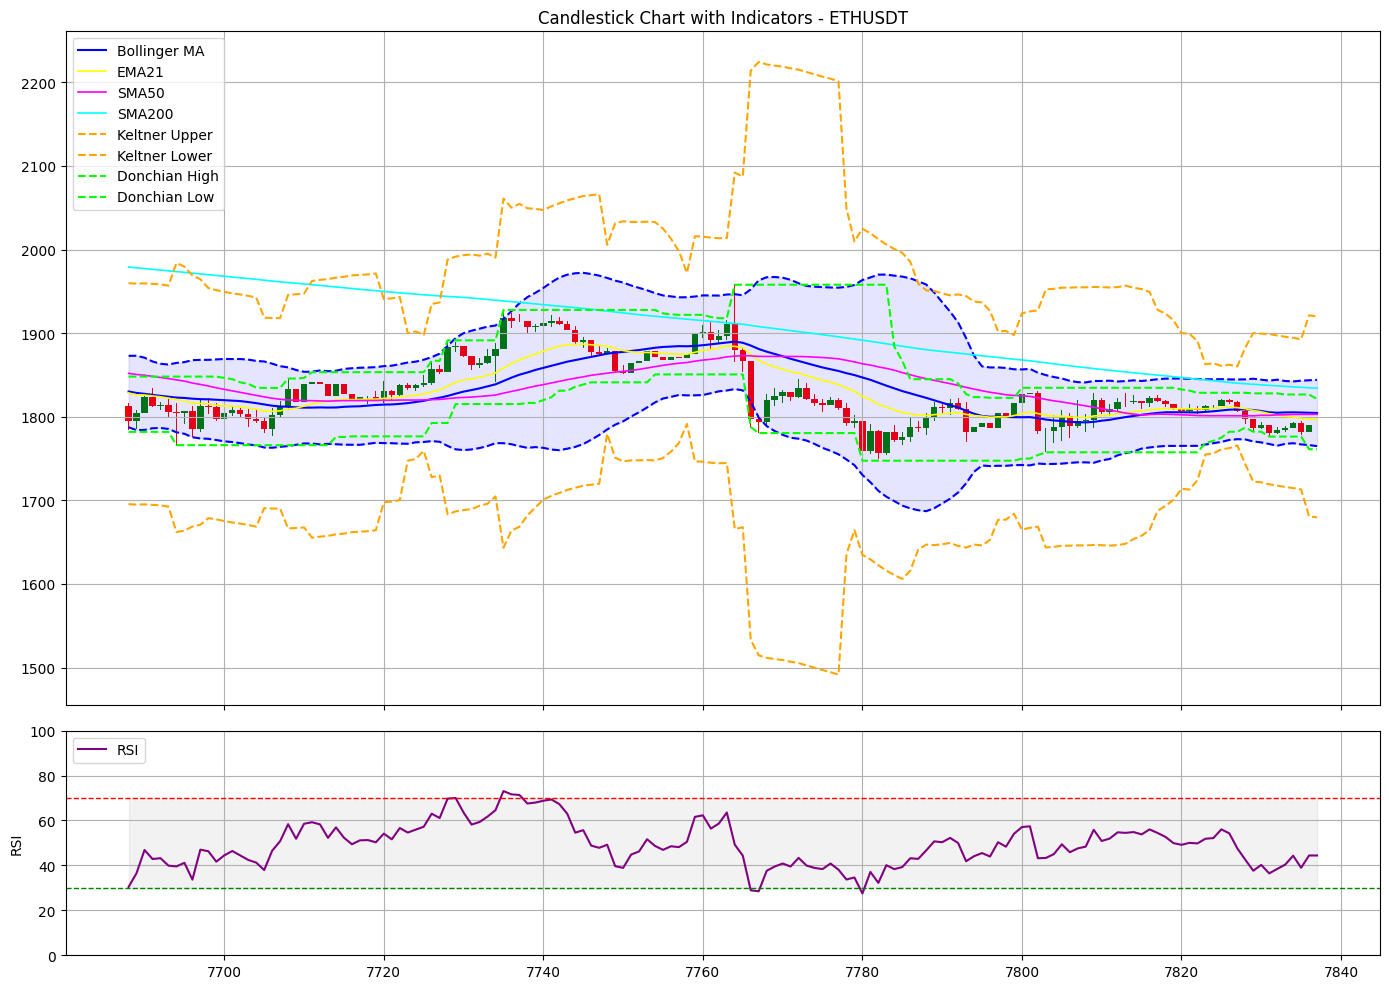 Candlestick Chart with Indicators - ETHUSDT
Bollinger MA
EMA21
SMA50
SMA200
Keltner Upper
Keltner Lower
Donchian High
Donchian Low
2200
2100
2000
1900
1800
1700
1600
1500
RSI
100
80
60
40
20
0
RSI
7700 7720 7740 7760 7780 7800 7820 7840